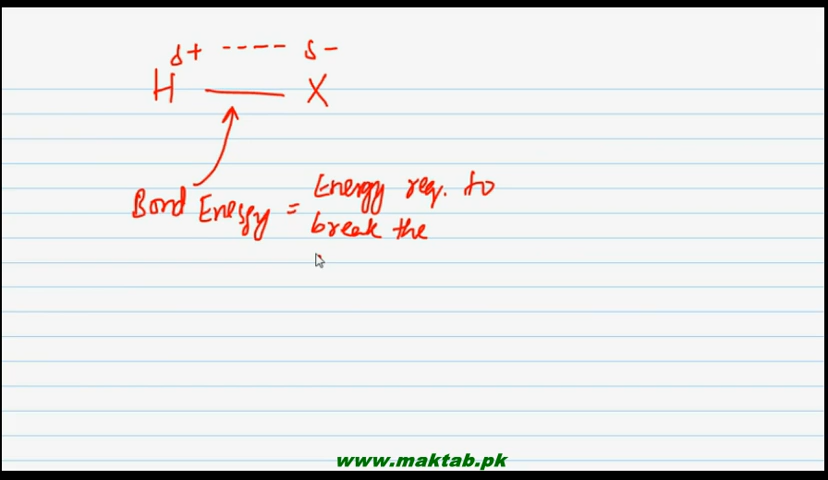 δ+ ---- δ-
H — X
Bond Energy = Energy req. to
break the
www.maktab.pk